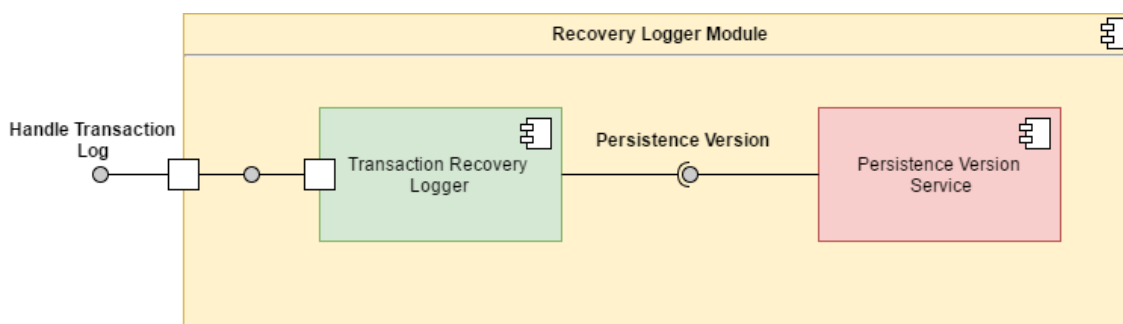 Recovery Logger Module
Handle Transaction
Log
Transaction Recovery
Logger
Persistence Version
Persistence Version
Service